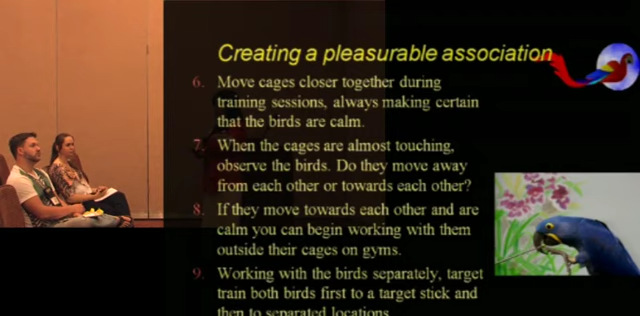 Creating a pleasurable association
6. Move cages closer together during
training sessions, always making certain
that the birds are calm.
7. When the cages are almost touching,
observe the birds. Do they move away
from each other or towards each other?
8. If they move towards each other and are
calm you can begin working with them
outside their cages on gyms.
9. Working with the birds separately, target
train both birds first to a target stick and
then to separated locations.